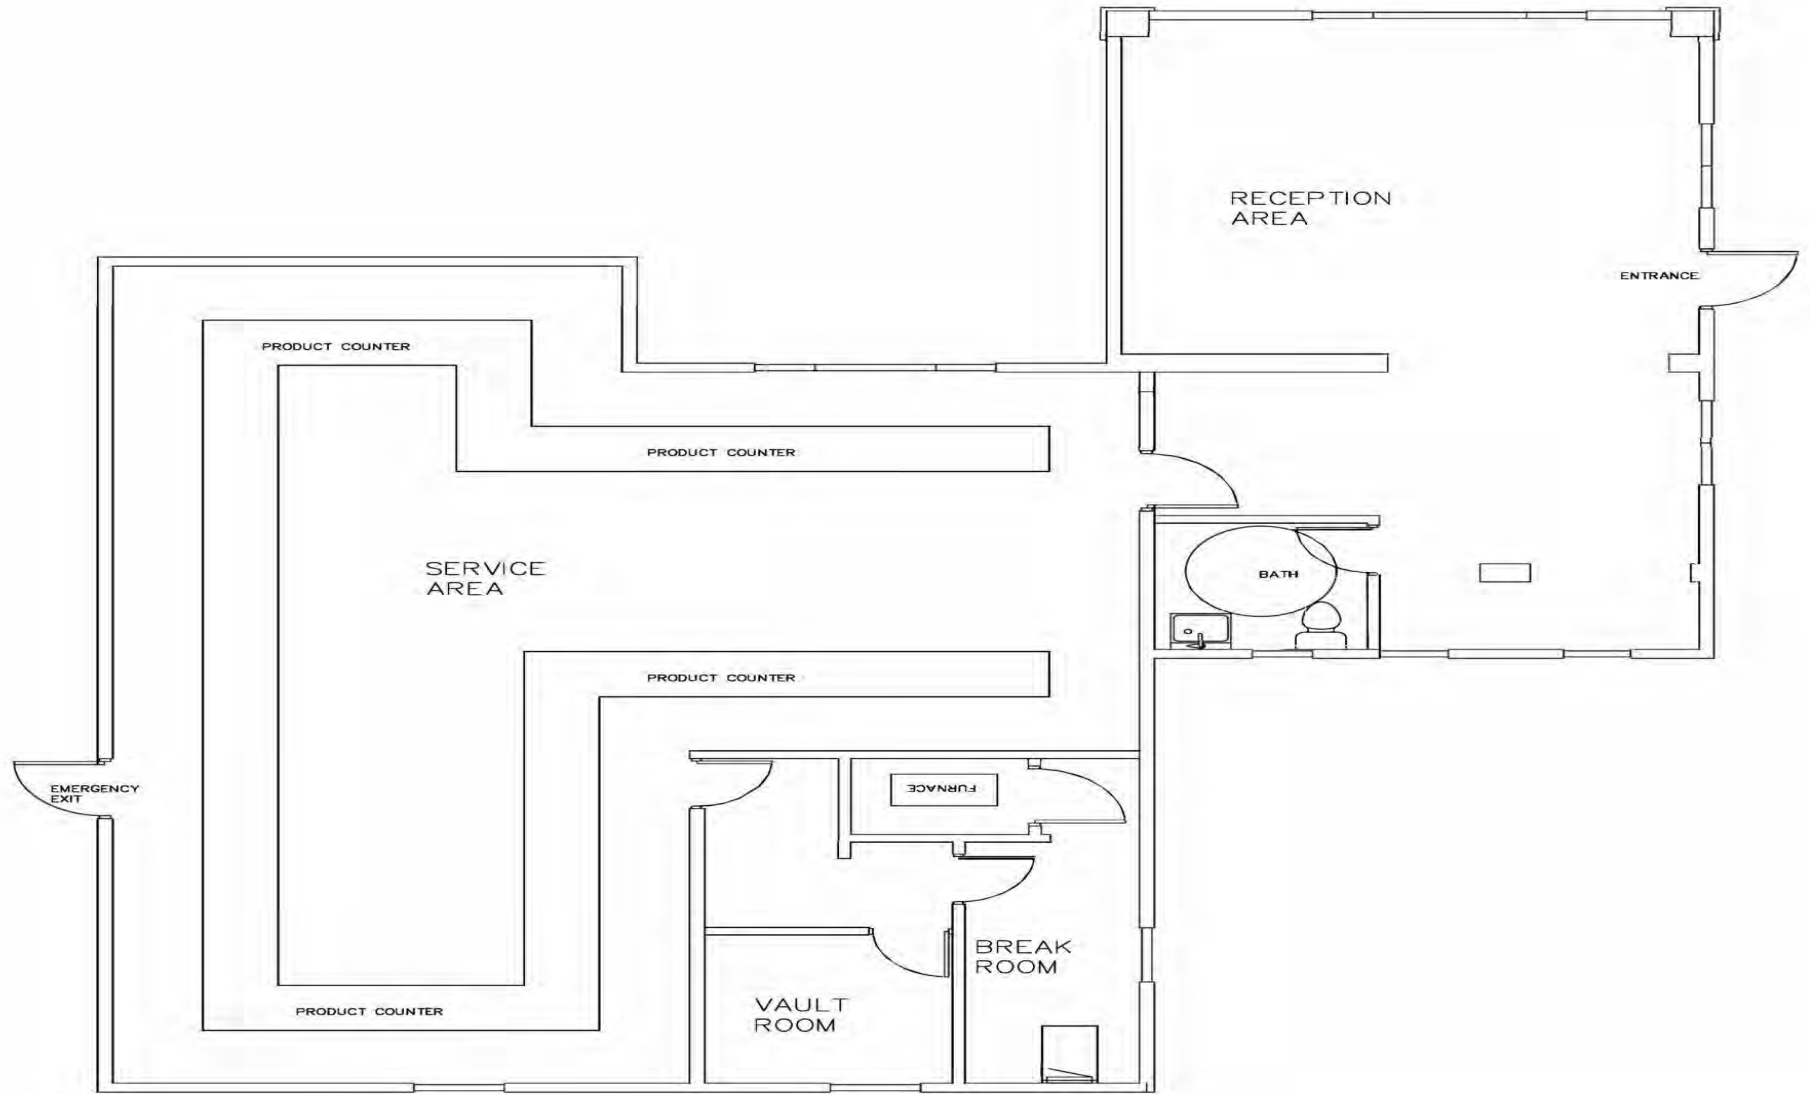 RECEPTION
AREA
ENTRANCE
PRODUCT COUNTER
PRODUCT COUNTER
SERVICE
AREA
BATH
PRODUCT COUNTER
EMERGENCY
EXIT
FURNACE
BREAK
ROOM
VAULT
ROOM
PRODUCT COUNTER